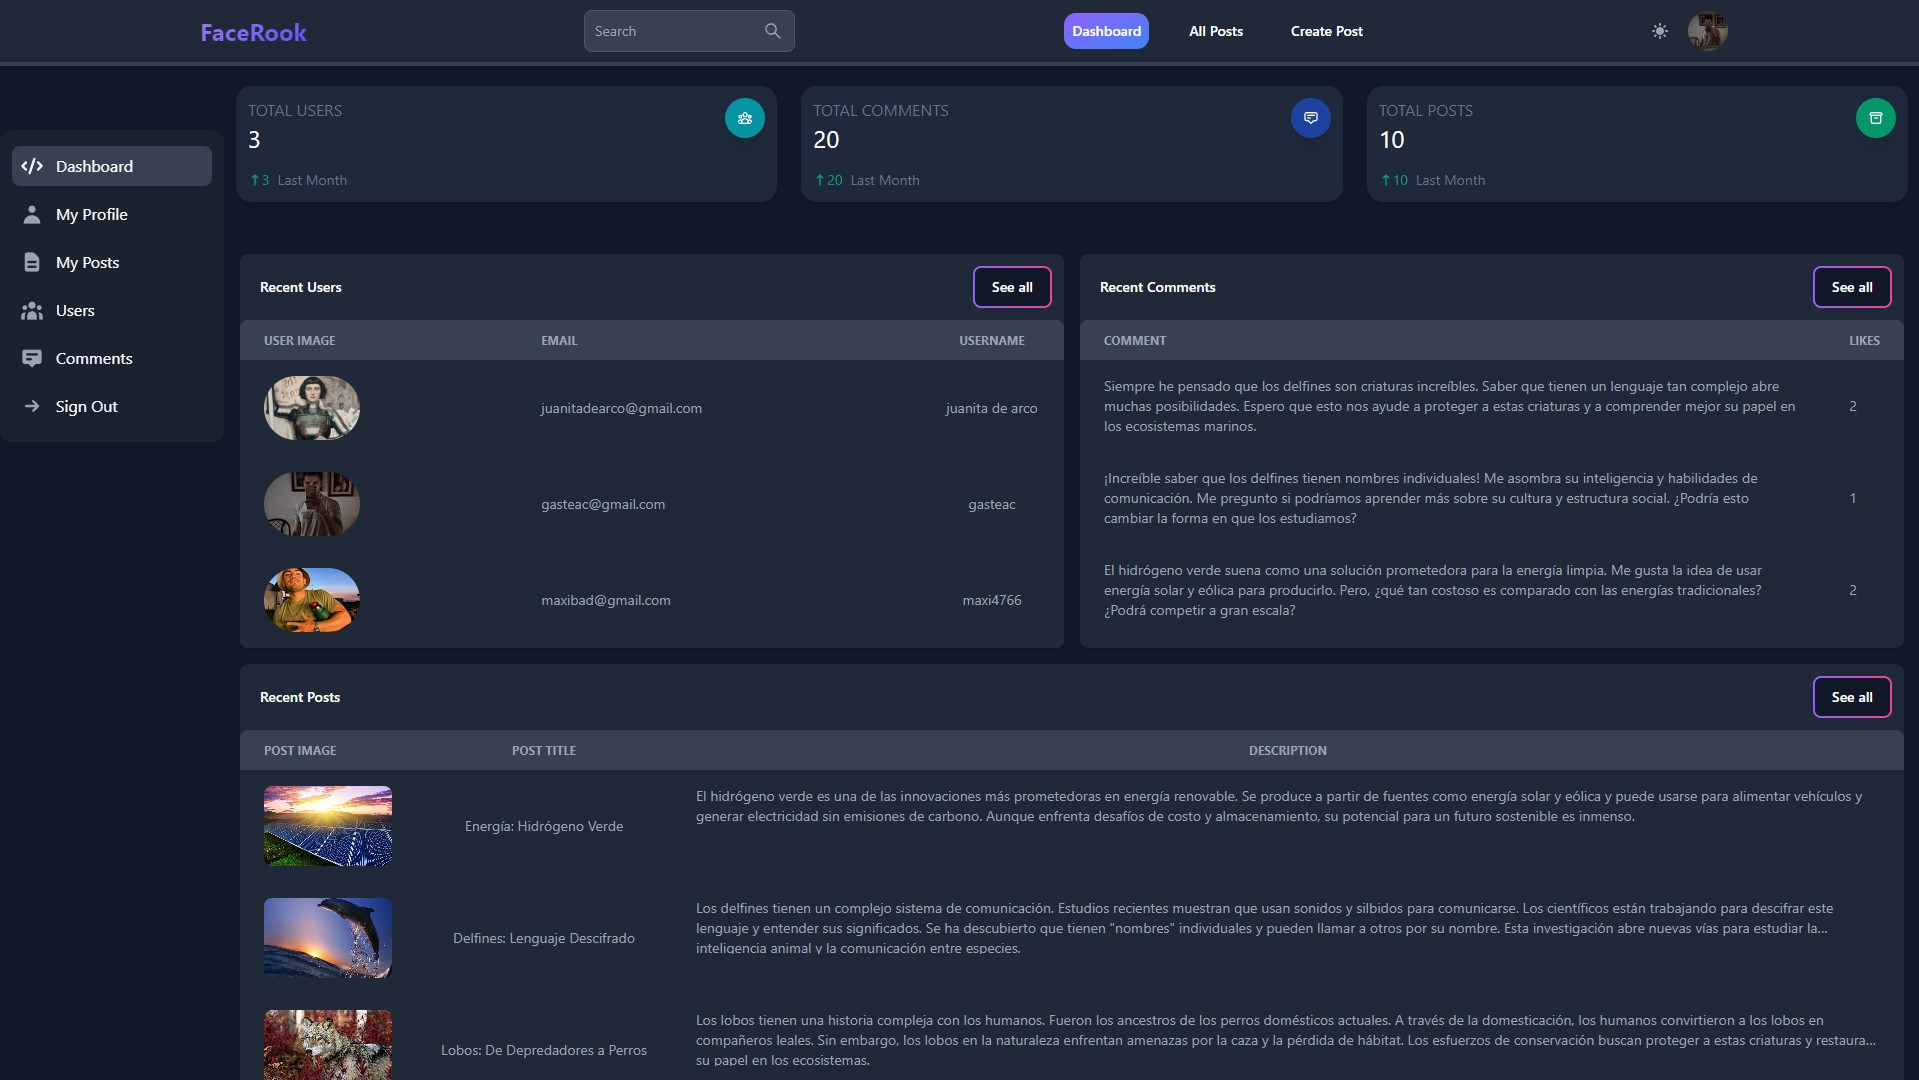 FaceRook
Search
Dashboard
All Posts
Create Post
Dashboard
My Profile
My Posts
Users
Comments
Sign Out
TOTAL USERS
3
3 Last Month
TOTAL COMMENTS
20
20 Last Month
TOTAL POSTS
10
10 Last Month
Recent Users
See all
USER IMAGE EMAIL USERNAME
juanitadearco@gmail.com juanita de arco
gasteac@gmail.com gasteac
maxibad@gmail.com maxi4766
Recent Comments
See all
COMMENT LIKES
Siempre he pensado que los delfines son criaturas increíbles. Saber que tienen un lenguaje tan complejo abre
muchas posibilidades. Espero que esto nos ayude a proteger a estas criaturas y a comprender mejor su papel en
los ecosistemas marinos.
2
¡Increíble saber que los delfines tienen nombres individuales! Me asombra su inteligencia y habilidades de
comunicación. Me pregunto si podríamos aprender más sobre su cultura y estructura social. ¿Podría esto
cambiar la forma en que los estudiamos?
1
El hidrógeno verde suena como una solución prometedora para la energía limpia. Me gusta la idea de usar
energía solar y eólica para producirlo. Pero, ¿qué tan costoso es comparado con las energías tradicionales?
¿Podrá competir a gran escala?
2
Recent Posts
See all
POST IMAGE POST TITLE DESCRIPTION
Energía: Hidrógeno Verde
El hidrógeno verde es una de las innovaciones más prometedoras en energía renovable. Se produce a partir de fuentes como energía solar y eólica y puede usarse para alimentar vehículos y
generar electricidad sin emisiones de carbono. Aunque enfrenta desafíos de costo y almacenamiento, su potencial para un futuro sostenible es inmenso.
Delfines: Lenguaje Descifrado
Los delfines tienen un complejo sistema de comunicación. Estudios recientes muestran que usan sonidos y silbidos para comunicarse. Los científicos están trabajando para descifrar este
lenguaje y entender sus significados. Se ha descubierto que tienen "nombres" individuales y pueden llamar a otros por su nombre. Esta investigación abre nuevas vías para estudiar la...
inteligencia animal y la comunicación entre especies.
Lobos: De Depredadores a Perros
Los lobos tienen una historia compleja con los humanos. Fueron los ancestros de los perros domésticos actuales. A través de la domesticación, los humanos convirtieron a los lobos en
compañeros leales. Sin embargo, los lobos en la naturaleza enfrentan amenazas por la caza y la pérdida de hábitat. Los esfuerzos de conservación buscan proteger a estas criaturas y restaura...
su papel en los ecosistemas.